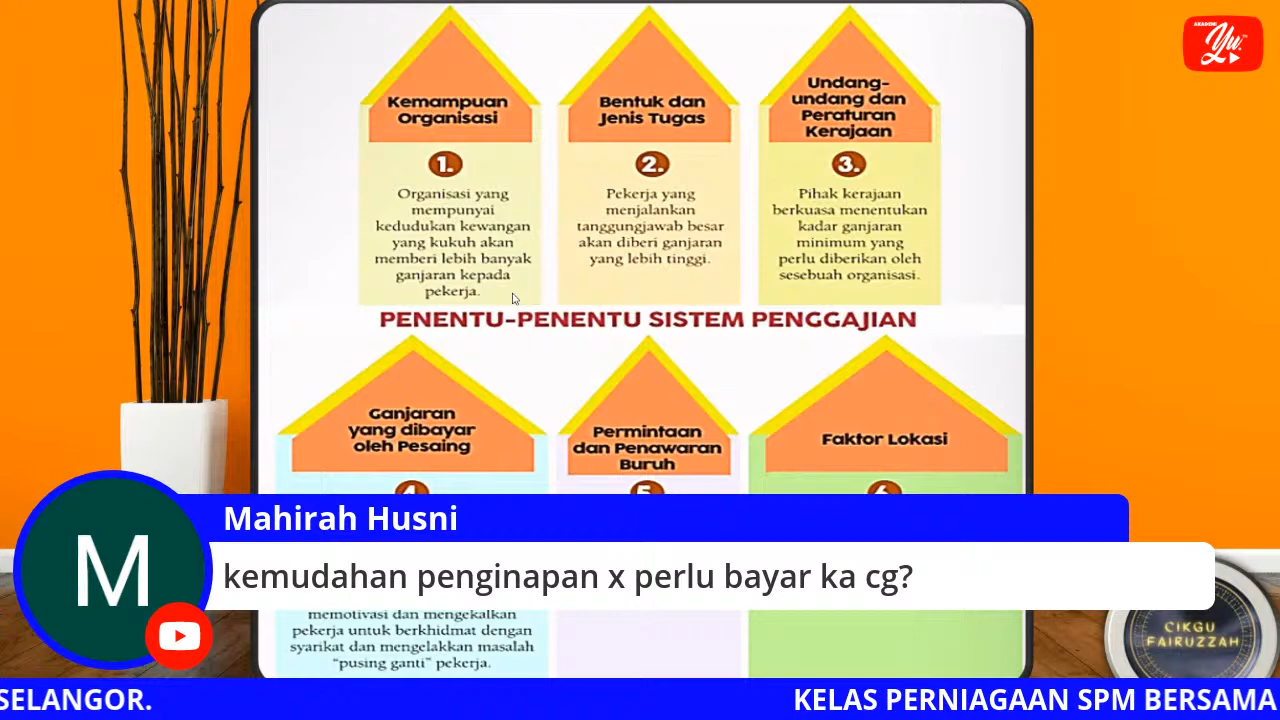 AKADEMI
Yu
Kemampuan
Organisasi
1.
Organisasi yang
mempunyai
kedudukan kewangan
yang kukuh akan
memberi lebih banyak
ganjaran kepada
pekerja.
Bentuk dan
Jenis Tugas
2.
Pekerja yang
menjalankan
tanggungjawab besar
akan diberi ganjaran
yang lebih tinggi.
Undang-
undang dan
Peraturan
Kerajaan
3.
Pihak kerajaan
berkuasa menentukan
kadar ganjaran
minimum yang
perlu diberikan oleh
sesebuah organisasi.
PENENTU-PENENTU SISTEM PENGGAJIAN
Ganjaran
yang dibayar
oleh Pesaing
4
Permintaan
dan Penawaran
Buruh
5
Faktor Lokasi
6
M
Mahirah Husni
kemudahan penginapan x perlu bayar ka cg?
memotivasi dan mengekalkan
pekerja untuk berkhidmat dengan
syarikat dan mengelakkan masalah
"pusing ganti" pekerja.
CIKGU
FAIRUZZAH
SELANGOR.
KELAS PERNIAGAAN SPM BERSAMA